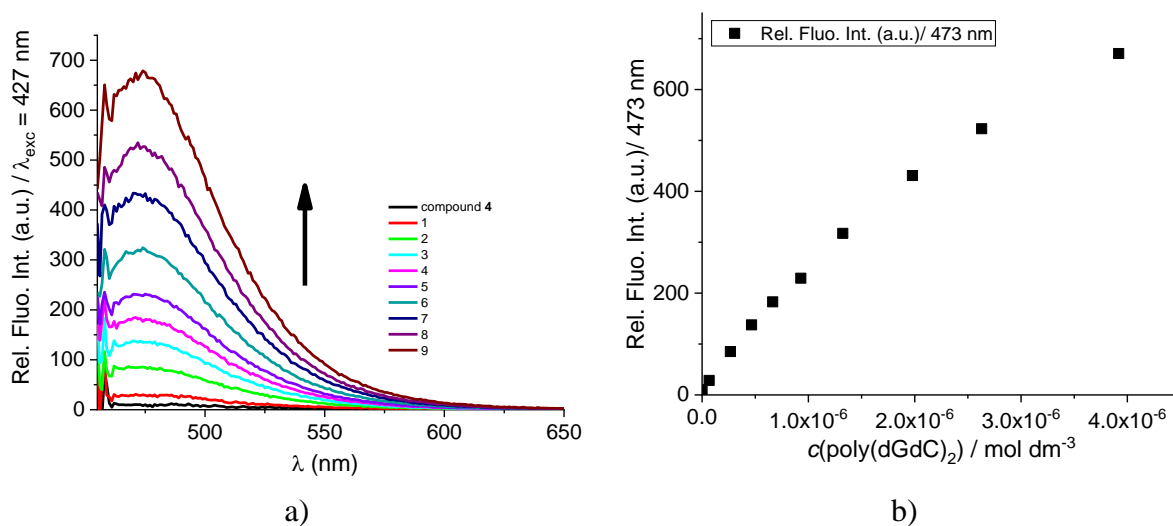 Rel. Fluo. Int. (a.u.) / λexc = 427 nm
700
600
500
400
300
200
100
0
500
550
600
650
λ (nm)
compound 4
1
2
3
4
5
6
7
8
9
a)
Rel. Fluo. Int. (a.u.)/ 473 nm
Rel. Fluo. Int. (a.u.)/ 473 nm
600
400
200
0
0.0
1.0x10-6
2.0x10-6
3.0x10-6
4.0x10-6
c(poly(dGdC)2) / mol dm-3
b)